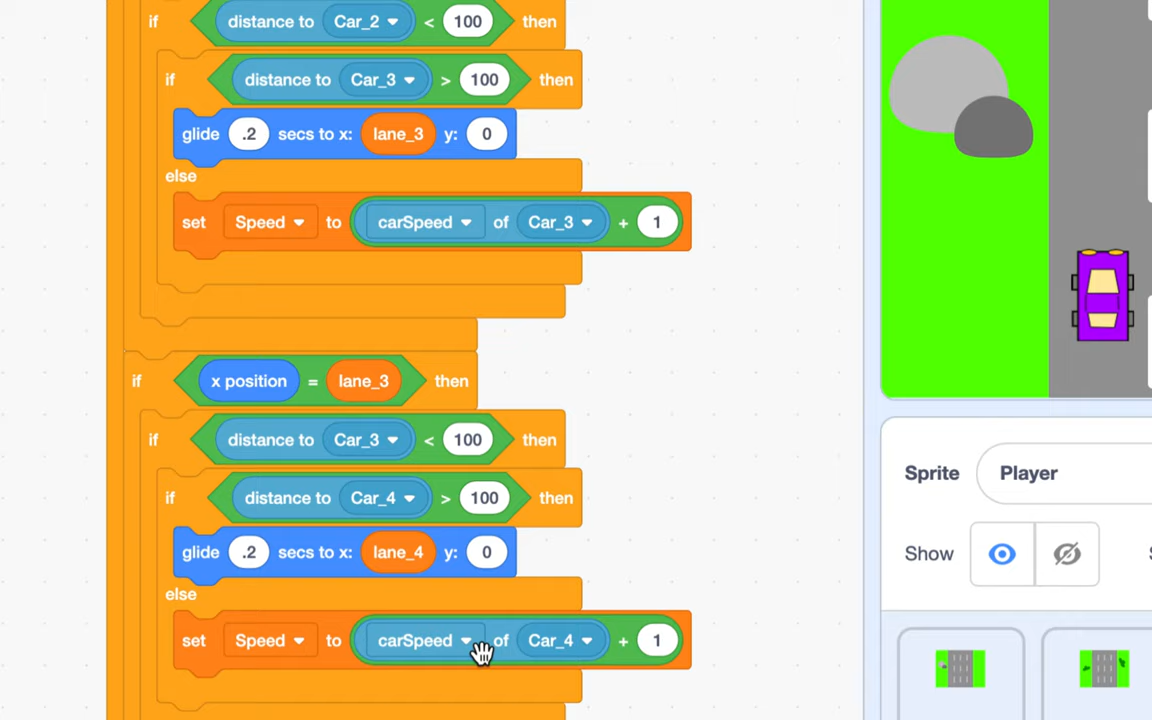 if distance to Car_2 < 100 then
if distance to Car_3 > 100 then
glide .2 secs to x: lane_3 y: 0
else
set Speed to carSpeed of Car_3 + 1
if x position = lane_3 then
if distance to Car_3 < 100 then
Sprite Player
if distance to Car_4 > 100 then
glide .2 secs to x: lane_4 y: 0
Show
else
set Speed to carSpeed of Car_4 + 1